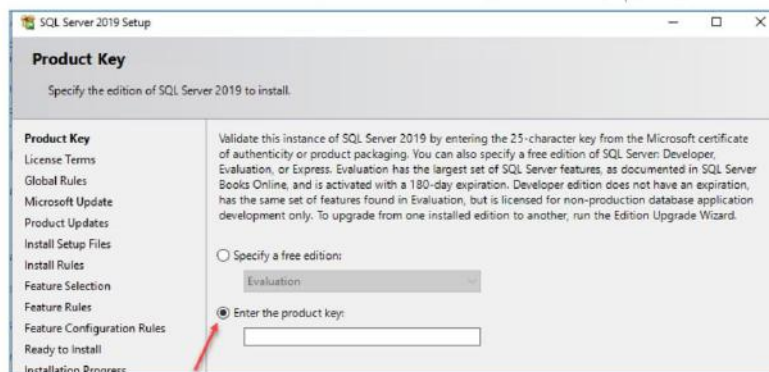 SQL Server 2019 Setup
Product Key
Specify the edition of SQL Server 2019 to install.
Product Key
License Terms
Global Rules
Microsoft Update
Product Updates
Install Setup Files
Install Rules
Feature Selection
Feature Rules
Feature Configuration Rules
Ready to Install
Installation Progress
Validate this instance of SQL Server 2019 by entering the 25-character key from the Microsoft certificate
of authenticity or product packaging. You can also specify a free edition of SQL Server: Developer,
Evaluation, or Express. Evaluation has the largest set of SQL Server features, as documented in SQL Server
Books Online, and is activated with a 180-day expiration. Developer edition does not have an expiration,
has the same set of features found in Evaluation, but is licensed for non-production database application
development only. To upgrade from one installed edition to another, run the Edition Upgrade Wizard.
Specify a free edition:
Evaluation
Enter the product key: